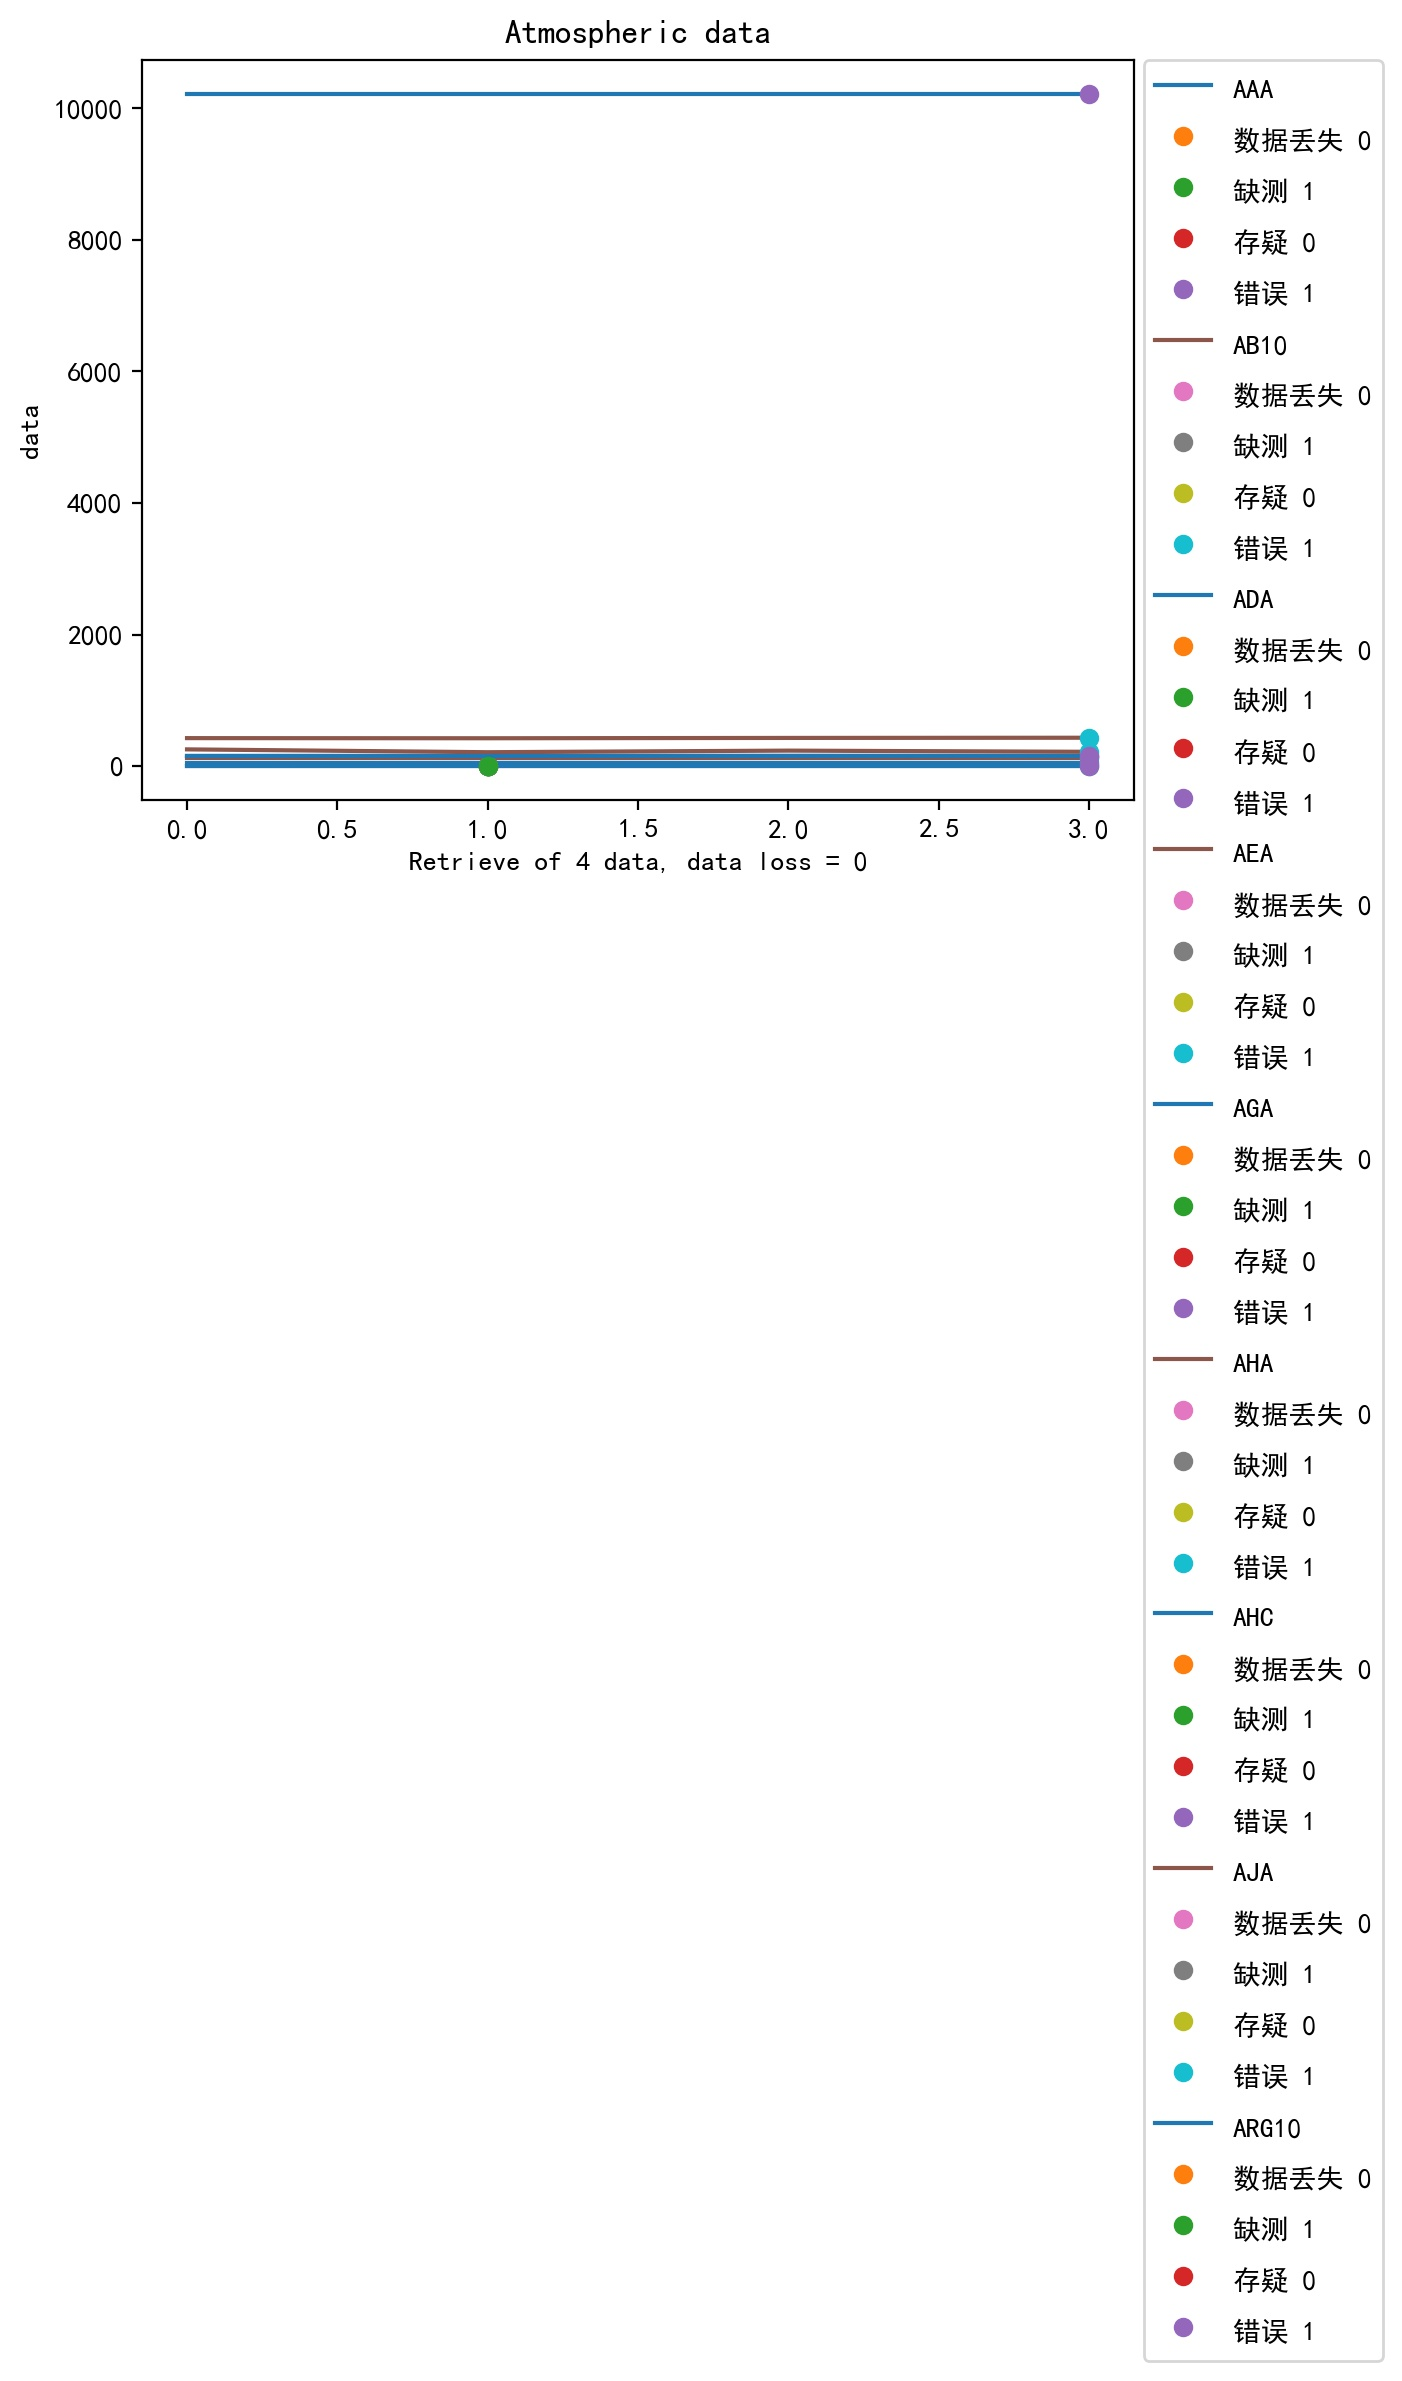 Atmospheric data
data
10000
8000
6000
4000
2000
0
0.0 0.5 1.0 1.5 2.0 2.5 3.0
Retrieve of 4 data, data loss = 0
AAA
数据丢失 0
缺测 1
存疑 0
错误 1
AB10
数据丢失 0
缺测 1
存疑 0
错误 1
ADA
数据丢失 0
缺测 1
存疑 0
错误 1
AEA
数据丢失 0
缺测 1
存疑 0
错误 1
AGA
数据丢失 0
缺测 1
存疑 0
错误 1
AHA
数据丢失 0
缺测 1
存疑 0
错误 1
AHC
数据丢失 0
缺测 1
存疑 0
错误 1
AJA
数据丢失 0
缺测 1
存疑 0
错误 1
ARG10
数据丢失 0
缺测 1
存疑 0
错误 1